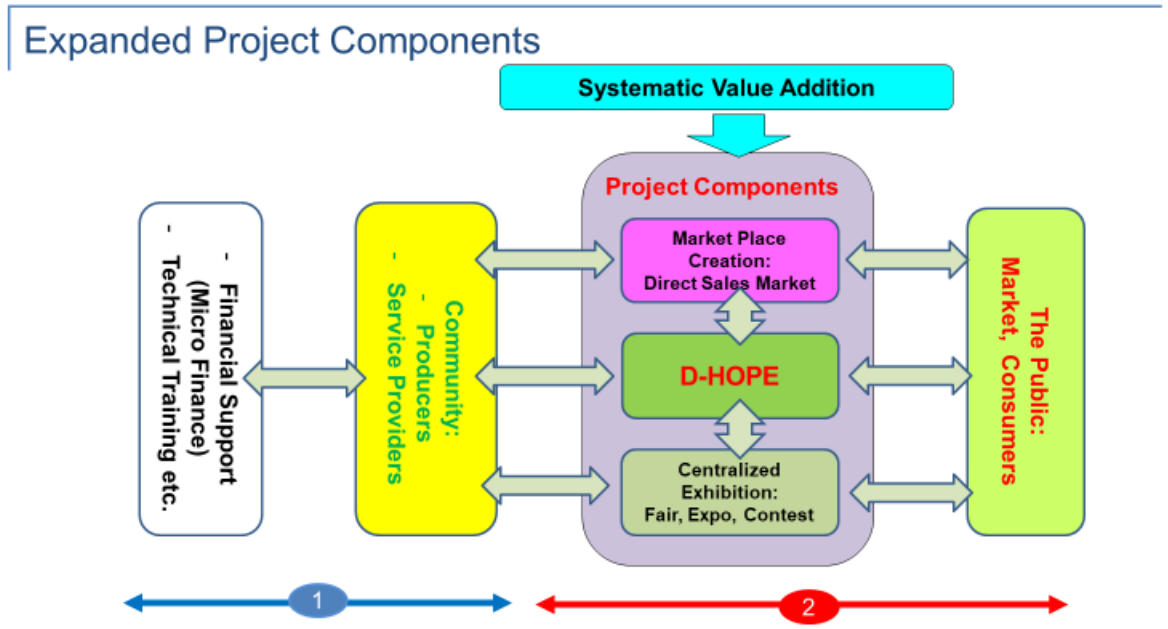 Expanded Project Components
Systematic Value Addition
- Financial Support
(Micro Finance)
- Technical Training etc.
Community:
- Producers
- Service Providers
Project Components
Market Place
Creation:
Direct Sales Market
D-HOPE
Centralized
Exhibition:
Fair, Expo, Contest
The Public:
Market, Consumers
1
2